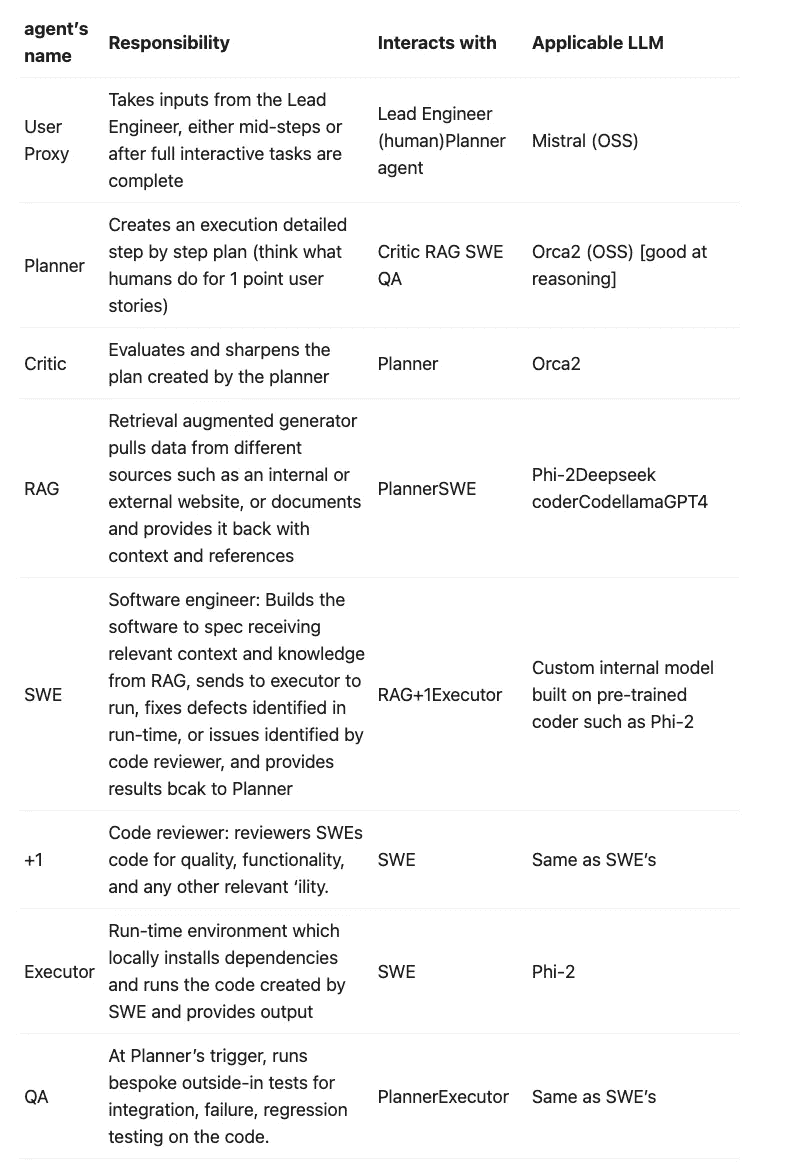 agent’s name
Responsibility
Interacts with
Applicable LLM
User Proxy
Takes inputs from the Lead
Engineer, either mid-steps or
after full interactive tasks are
complete
Lead Engineer
(human)Planner
agent
Mistral (OSS)
Planner
Creates an execution detailed
step by step plan (think what
humans do for 1 point user
stories)
Critic RAG SWE
QA
Orca2 (OSS) [good at
reasoning]
Critic
Evaluates and sharpens the
plan created by the planner
Planner
Orca2
RAG
Retrieval augmented generator
pulls data from different
sources such as an internal or
external website, or documents
and provides it back with
context and references
PlannerSWE
Phi-2Deepseek
coderCodellamaGPT4
SWE
Software engineer: Builds the
software to spec receiving
relevant context and knowledge
from RAG, sends to executor to
run, fixes defects identified in
run-time, or issues identified by
code reviewer, and provides
results bcak to Planner
RAG+1Executor
Custom internal model
built on pre-trained
coder such as Phi-2
+1
Code reviewer: reviewers SWEs
code for quality, functionality,
and any other relevant ‘ility.
SWE
Same as SWE’s
Executor
Run-time environment which
locally installs dependencies
and runs the code created by
SWE and provides output
SWE
Phi-2
QA
At Planner’s trigger, runs
bespoke outside-in tests for
integration, failure, regression
testing on the code.
PlannerExecutor
Same as SWE’s